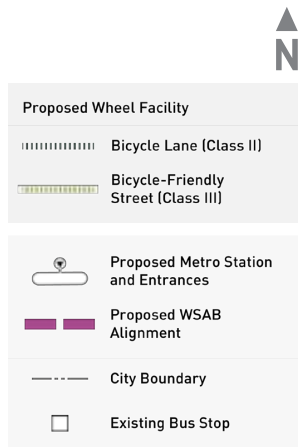 N
Proposed Wheel Facility
Bicycle Lane (Class II)
Bicycle-Friendly
Street (Class III)
Proposed Metro Station
and Entrances
Proposed WSAB
Alignment
City Boundary
Existing Bus Stop